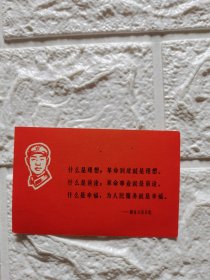 什么是理想：革命到底就是理想。
什么是前途：革命事业就是前途。
什么是幸福：为人民服务就是幸福。